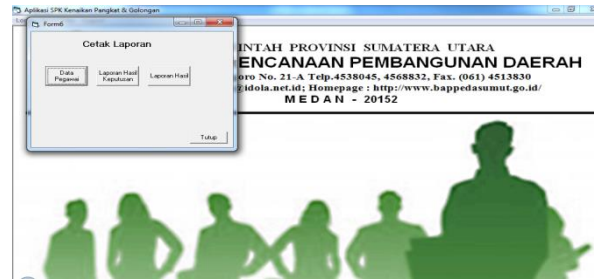 Aplikasi SPK Kenaikan Pangkat & Golongan
Form6
Cetak Laporan
Data Pegawai
Laporan Hasil Keputusan
Laporan Hasil
Tutup
INTAH PROVINSI SUMATERA UTARA
ENCANAAN PEMBANGUNAN DAERAH
oro No. 21-A Telp.4538045, 4568832, Fax. (061) 4513830
@idola.net.id; Homepage : http://www.bappedasumut.go.id/
MEDAN - 20152